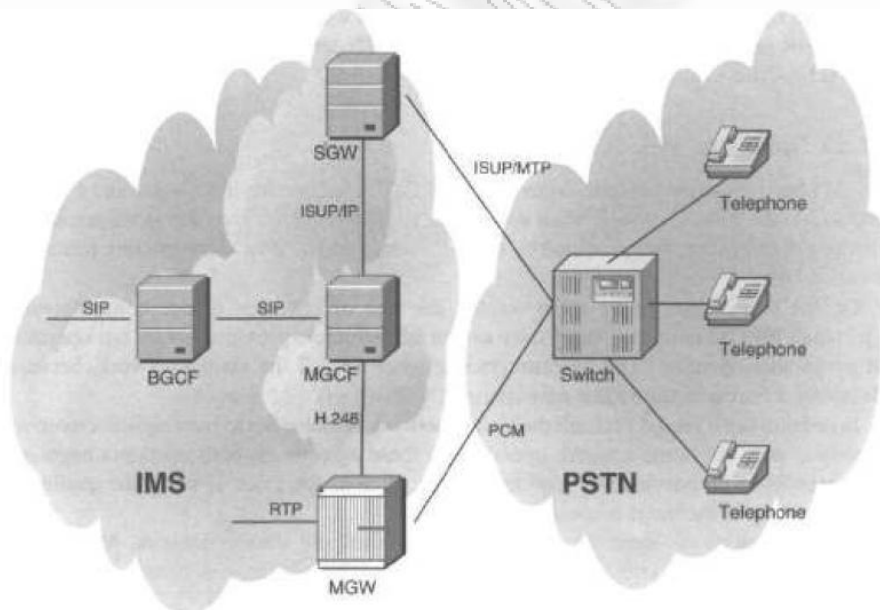 SGW
ISUP/MTP
Telephone
ISUP/IP
SIP
SIP
BGCF
MGCF
Switch
Telephone
H.248
PCM
IMS
PSTN
RTP
Telephone
MGW